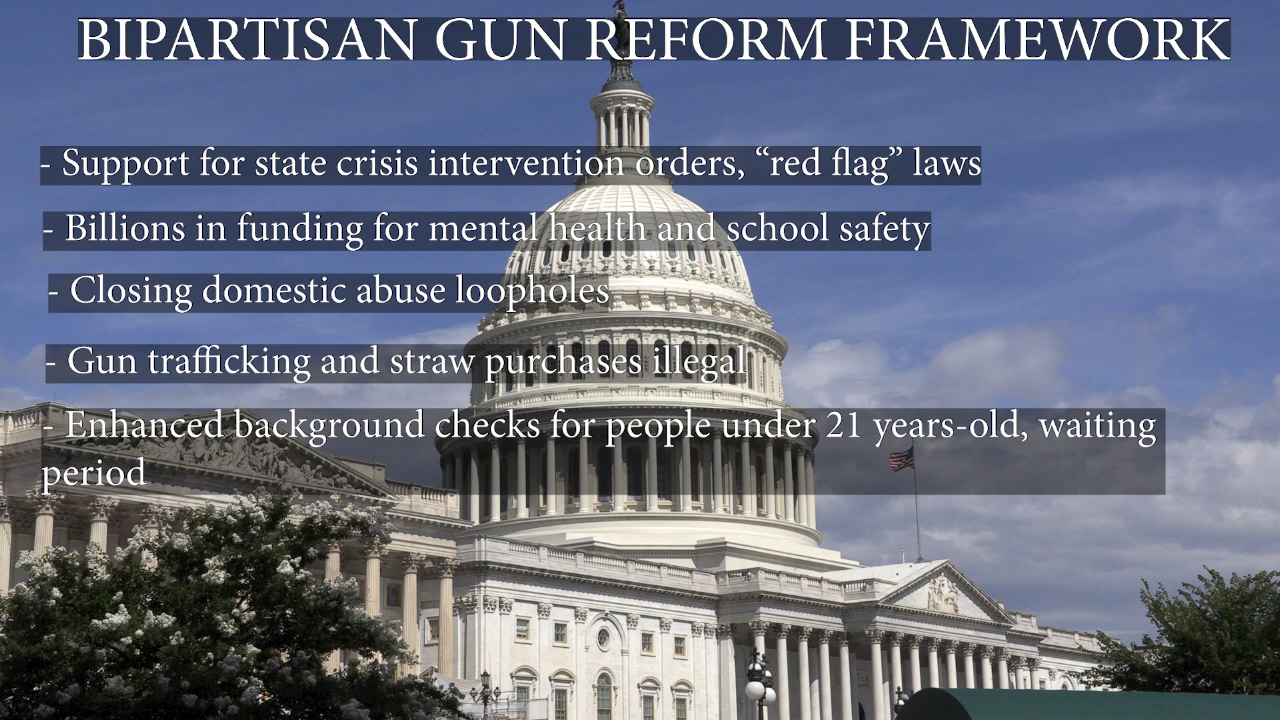 BIPARTISAN GUN REFORM FRAMEWORK
- Support for state crisis intervention orders, “red flag” laws
- Billions in funding for mental health and school safety
- Closing domestic abuse loopholes
- Gun trafficking and straw purchases illegal
- Enhanced background checks for people under 21 years-old, waiting
period